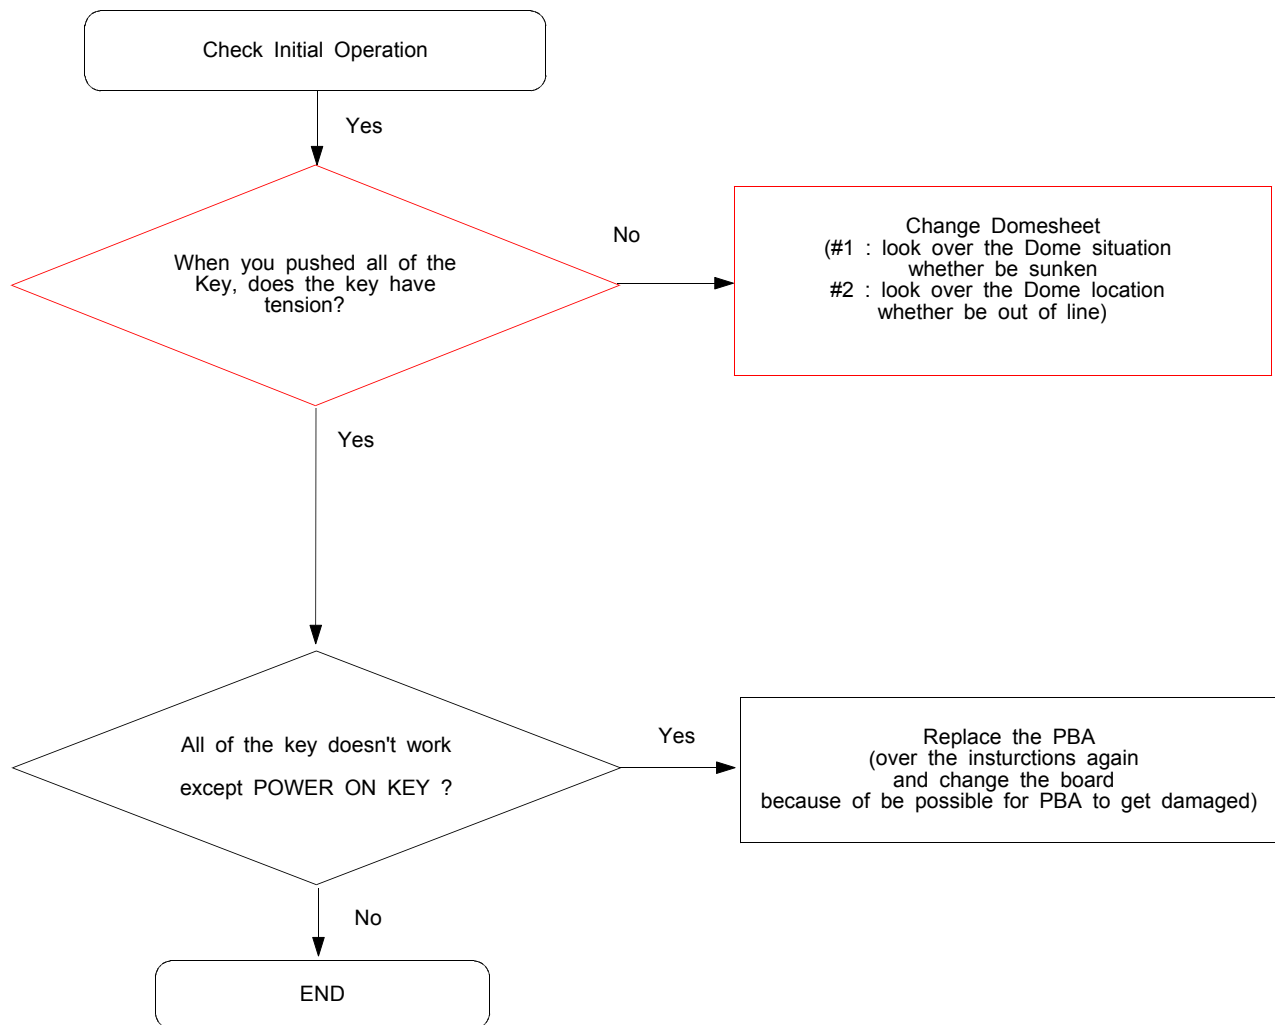 Check Initial Operation
Yes
When you pushed all of the
Key, does the key have
tension?
No
Change Domesheet
(#1 : look over the Dome situation
whether be sunken
#2 : look over the Dome location
whether be out of line)
Yes
All of the key doesn't work
except POWER ON KEY ?
Yes
Replace the PBA
(over the insturctions again
and change the board
because of be possible for PBA to get damaged)
No
END